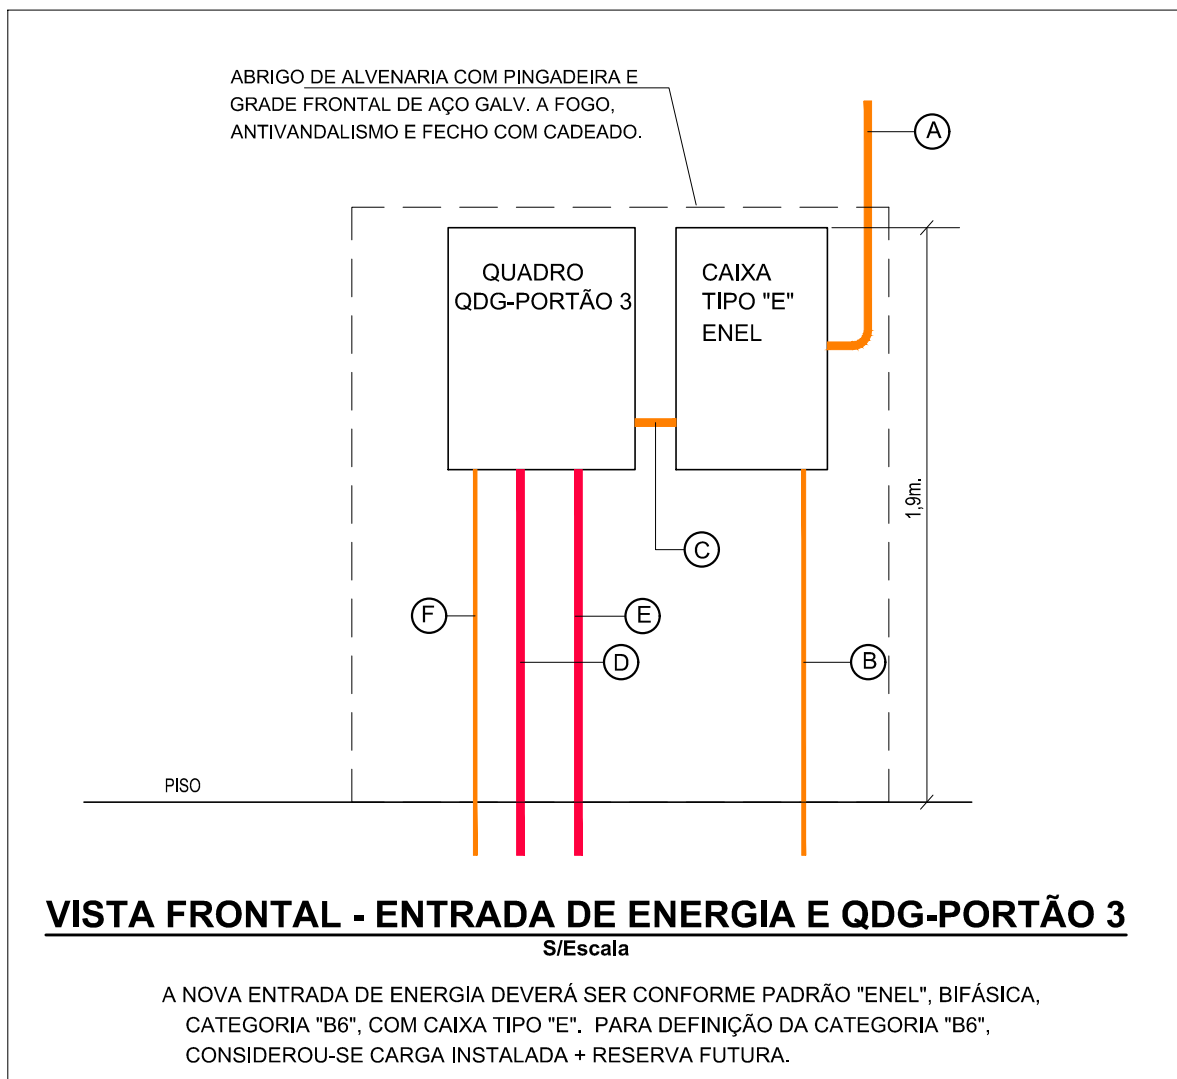 ABRIGO DE ALVENARIA COM PINGADEIRA E
GRADE FRONTAL DE AÇO GALV. A FOGO,
ANTIVANDALISMO E FECHO COM CADEADO.
A
QUADRO
QDG-PORTÃO 3
CAIXA
TIPO "E"
ENEL
1,9m.
C
F
E
D
B
PISO
VISTA FRONTAL - ENTRADA DE ENERGIA E QDG-PORTÃO 3
S/Escala
A NOVA ENTRADA DE ENERGIA DEVERÁ SER CONFORME PADRÃO "ENEL", BIFÁSICA,
CATEGORIA "B6", COM CAIXA TIPO "E". PARA DEFINIÇÃO DA CATEGORIA "B6",
CONSIDEROU-SE CARGA INSTALADA + RESERVA FUTURA.